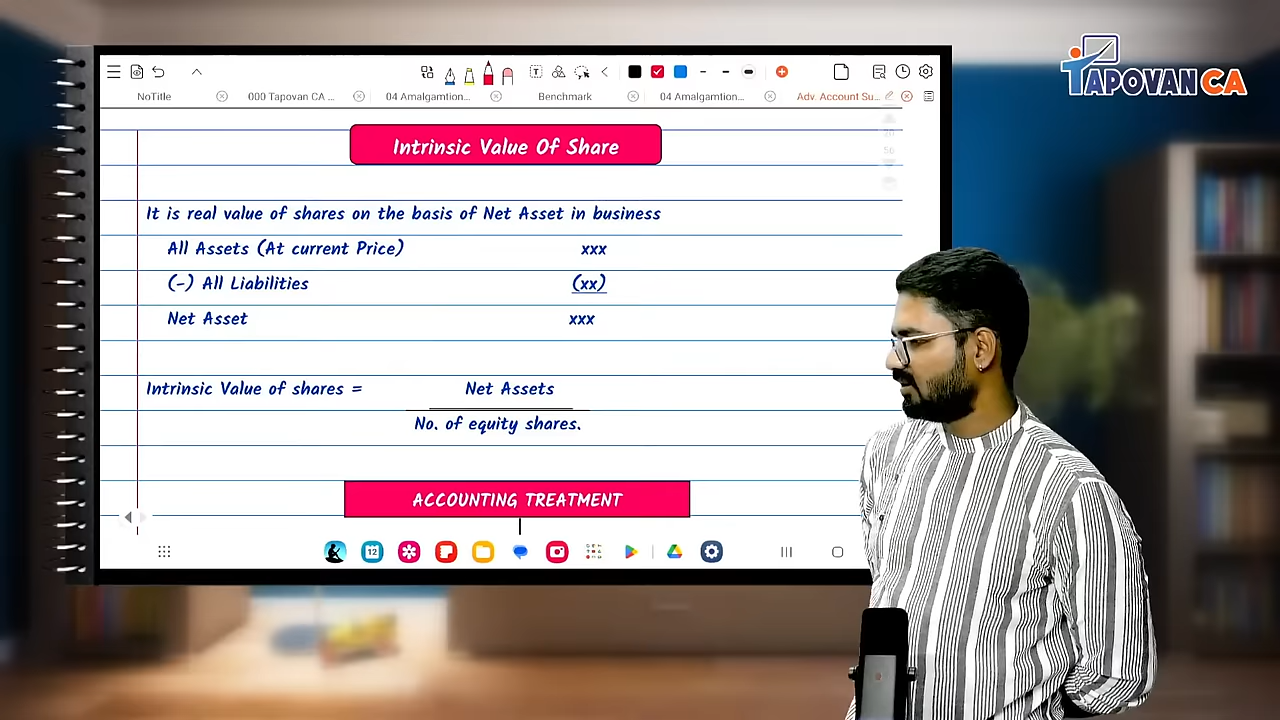 TAPOVAN CA
NoTitle
000 Tapovan CA ...
04 Amalgamtion...
Benchmark
04 Amalgamtion...
Adv. Account Su...
Intrinsic Value Of Share
It is real value of shares on the basis of Net Asset in business
All Assets (At current Price) xxx
(-) All Liabilities (xx)
Net Asset xxx
Intrinsic Value of shares = Net Assets
No. of equity shares.
ACCOUNTING TREATMENT
12